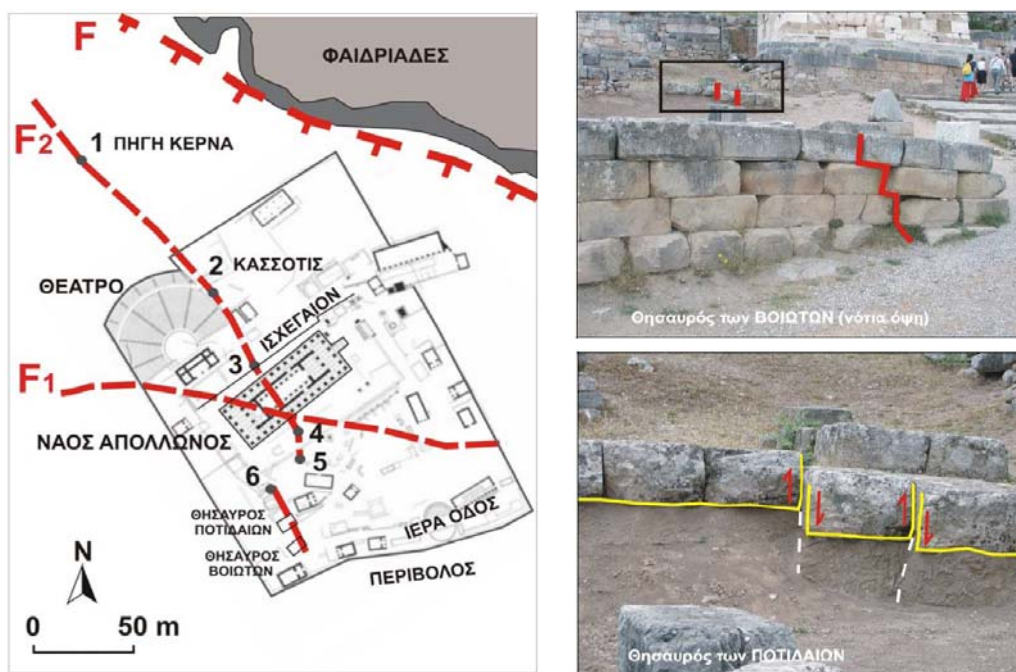 F
ΦΑΙΔΡΙΑΔΕΣ
F2
1 ΠΗΓΗ ΚΕΡΝΑ
2
ΚΑΣΣΟΤΙΣ
ΘΕΑΤΡΟ
ΙΣΧΕΓΑΙΟΝ
3
F1
ΝΑΟΣ ΑΠΟΛΛΩΝΟΣ
4
5
6
ΘΗΣΑΥΡΟΣ
ΠΟΤΙΔΑΙΩΝ
ΘΗΣΑΥΡΟΣ
ΒΟΙΩΤΩΝ
ΙΕΡΑ ΟΔΟΣ
ΠΕΡΙΒΟΛΟΣ
N
0 50 m
Θησαυρός των ΒΟΙΩΤΩΝ (νότια όψη)
Θησαυρός των ΠΟΤΙΔΑΙΩΝ